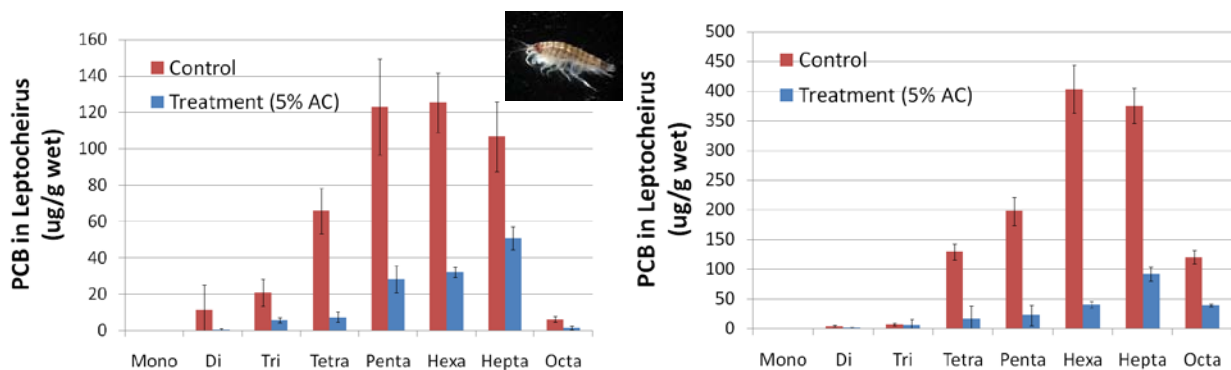 PCB in Leptocheirus
(ug/g wet)
160
140
120
100
80
60
40
20
0
Control
Treatment (5% AC)
Mono Di Tri Tetra Penta Hexa Hepta Octa
PCB in Leptocheirus
(ug/g wet)
500
450
400
350
300
250
200
150
100
50
0
Control
Treatment (5% AC)
Mono Di Tri Tetra Penta Hexa Hepta Octa